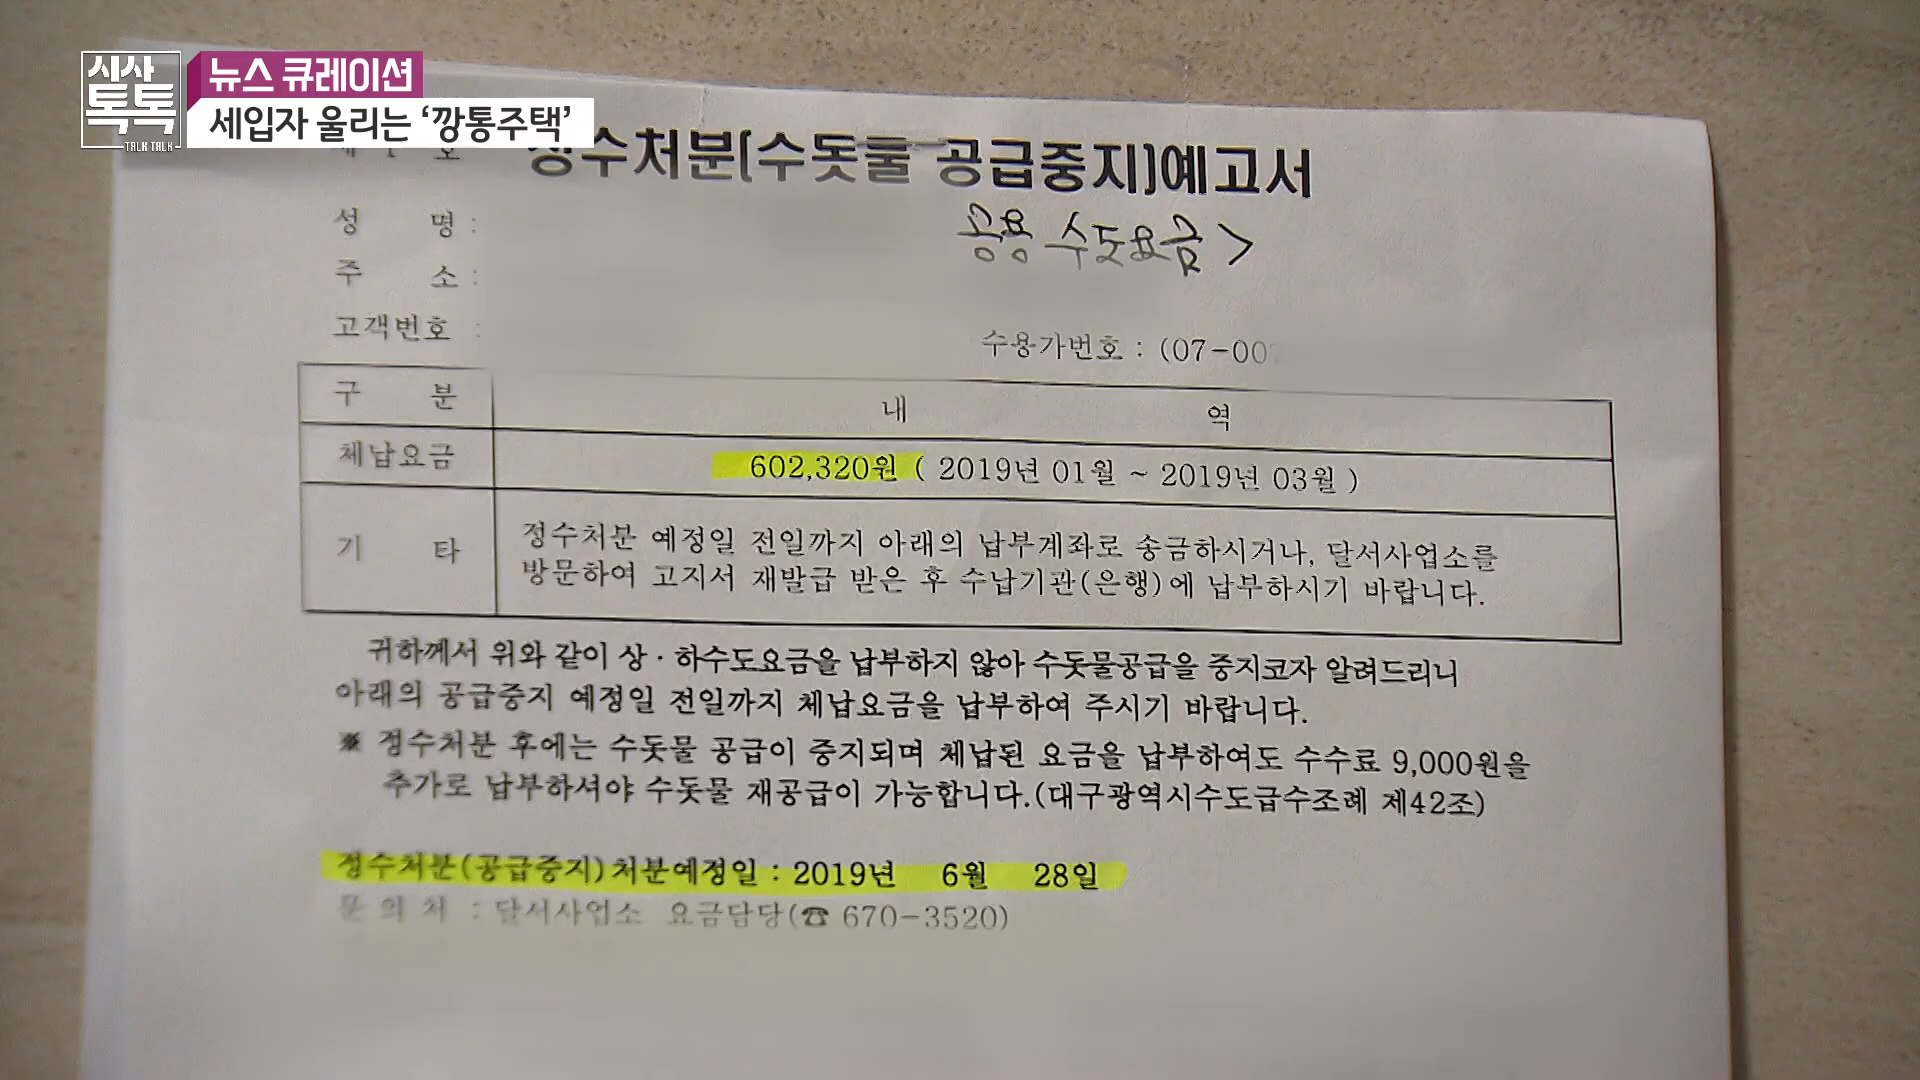 시사
톡톡
TALK TALK
뉴스 큐레이션
세입자 울리는 ‘깡통주택’
정수처분(수돗물 공급중지)예고서
공용 수도요금>
성 명 :
주 소 :
고객번호 :
수용가번호 : (07-00
구 분 내 역
체납요금 602,320원 ( 2019년 01월 ~ 2019년 03월 )
기 타
정수처분 예정일 전일까지 아래의 납부계좌로 송금하시거나, 달서사업소를
방문하여 고지서 재발급 받은 후 수납기관(은행)에 납부하시기 바랍니다.
귀하께서 위와 같이 상·하수도요금을 납부하지 않아 수돗물공급을 중지코자 알려드리니
아래의 공급중지 예정일 전일까지 체납요금을 납부하여 주시기 바랍니다.
※ 정수처분 후에는 수돗물 공급이 중지되며 체납된 요금을 납부하여도 수수료 9,000원을
추가로 납부하셔야 수돗물 재공급이 가능합니다.(대구광역시수도급수조례 제42조)
정수처분(공급중지)처분예정일 : 2019년 6월 28일
문 의 처 : 달서사업소 요금담당(☎ 670-3520)